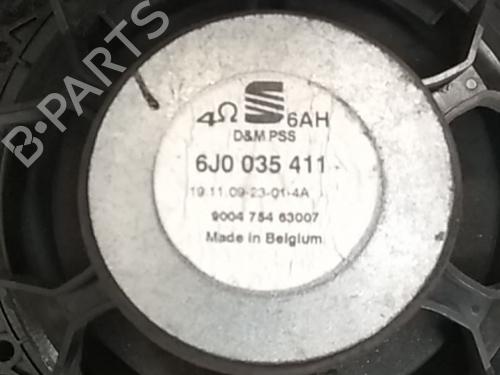 B-PARTS
4Ω 6AH
D&M PSS
6J0 035 411
19.11.09-23-01-4A
9004 754 63007
Made in Belgium